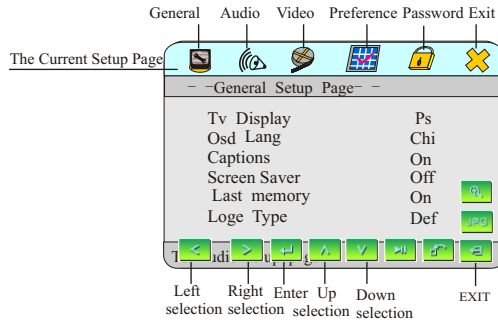 General Audio Video Preference Password Exit
The Current Setup Page
- -General Setup Page- -
Tv Display Ps
Osd Lang Chi
Captions On
Screen Saver Off
Last memory On
Loge Type Def
JPG
Left selection
Right selection
Enter
Up selection
Down selection
EXIT